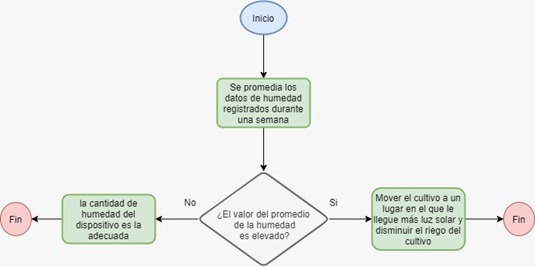 Inicio
Se promedia los
datos de humedad
registrados durante
una semana
¿El valor del promedio
de la humedad
es elevado?
No
Si
la cantidad de
humedad del
dispositivo es la
adecuada
Fin
Mover el cultivo a un
lugar en el que le
llegue más luz solar y
disminuir el riego del
cultivo
Fin